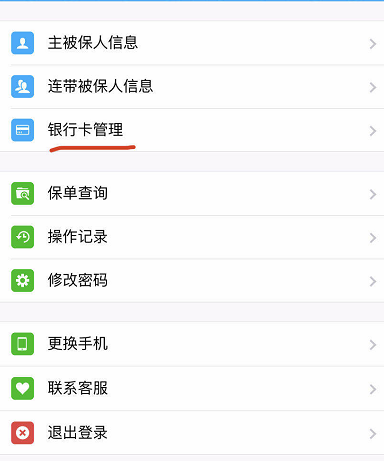 主被保人信息
连带被保人信息
银行卡管理
保单查询
操作记录
修改密码
更换手机
联系客服
退出登录